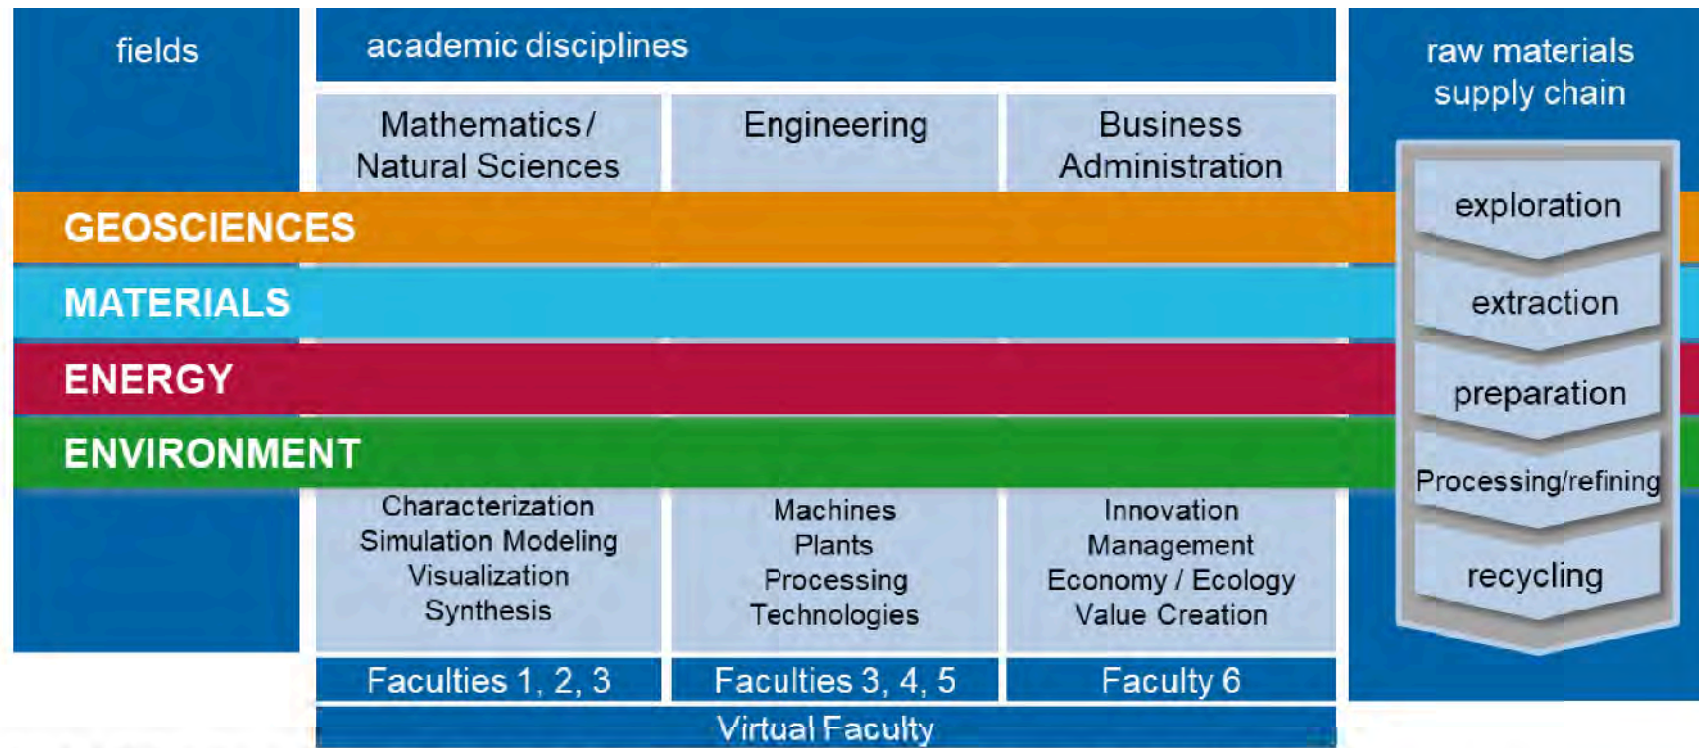 fields
academic disciplines
raw materials
supply chain
Mathematics /
Natural Sciences
Engineering
Business
Administration
GEOSCIENCES
MATERIALS
ENERGY
ENVIRONMENT
exploration
extraction
preparation
Processing/refining
recycling
Characterization
Simulation Modeling
Visualization
Synthesis
Machines
Plants
Processing
Technologies
Innovation
Management
Economy / Ecology
Value Creation
Faculties 1, 2, 3
Faculties 3, 4, 5
Faculty 6
Virtual Faculty